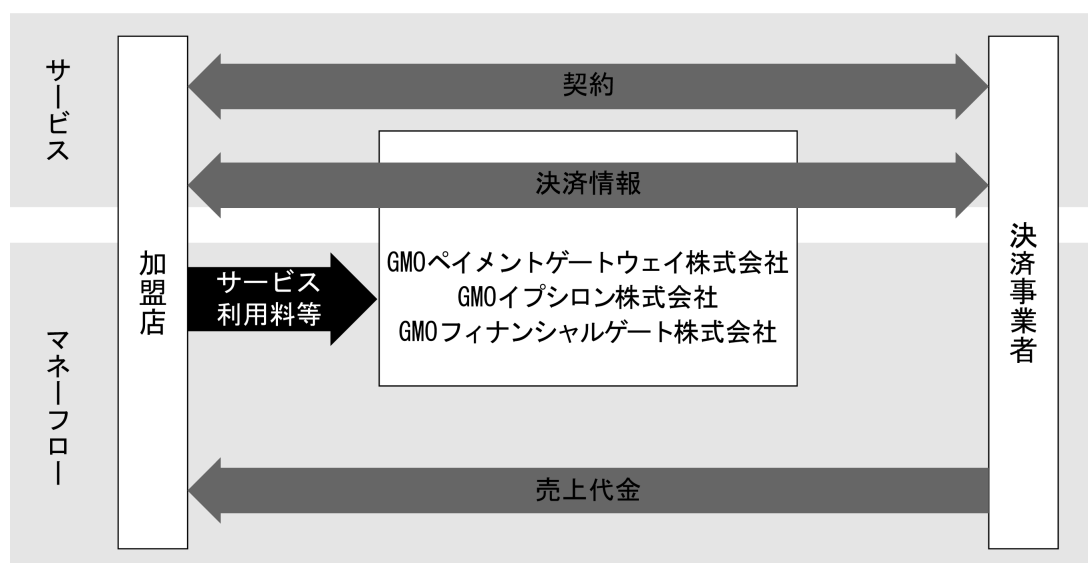 サービス
契約
決済情報
加盟店
決済事業者
マネーフロー
サービス
利用料等
GMOペイメントゲートウェイ株式会社
GMOイプシロン株式会社
GMOフィナンシャルゲート株式会社
売上代金